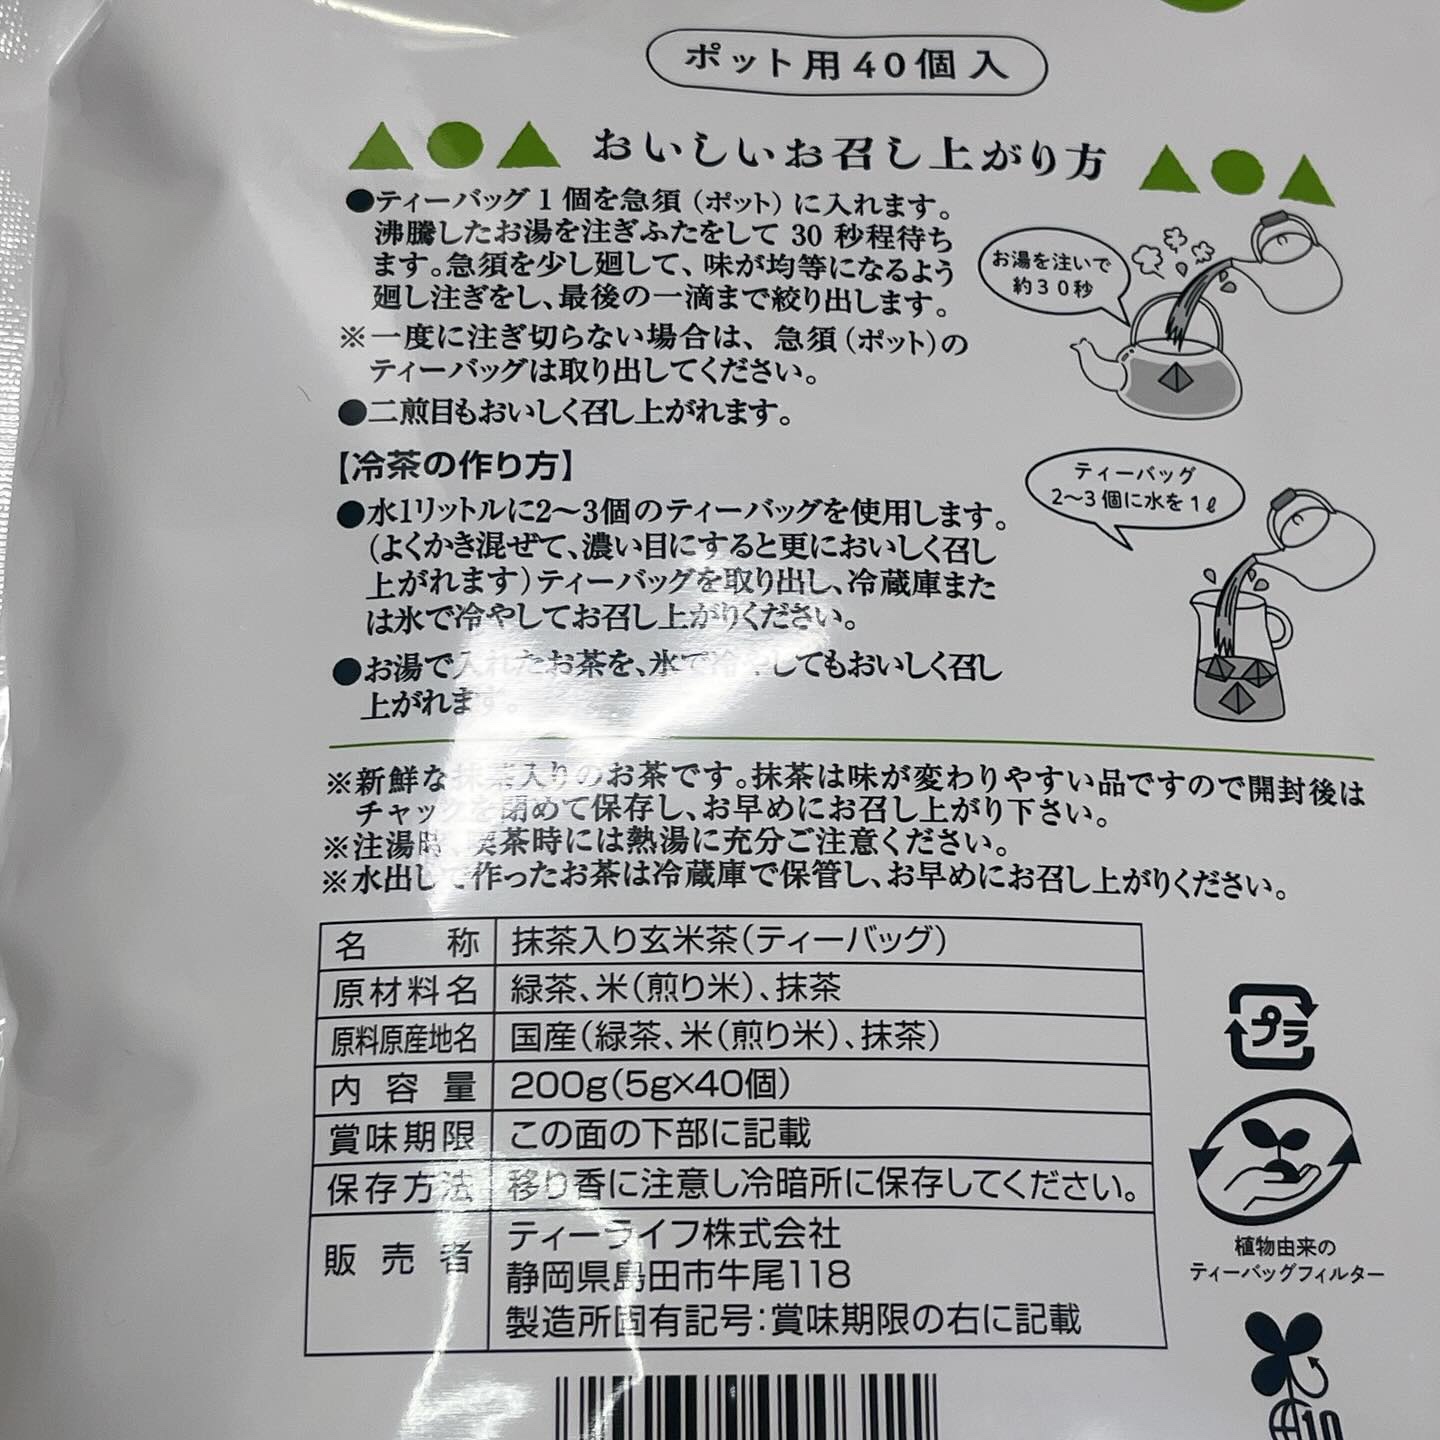 ポット用40個入
おいしいお召し上がり方
●ティーバッグ1個を急須(ポット)に入れます。
沸騰したお湯を注ぎふたをして30秒程待ち
ます。急須を少し廻して、味が均等になるよう
廻し注ぎをし、最後の一滴まで絞り出します。
※一度に注ぎ切らない場合は、急須(ポット)の
ティーバッグは取り出してください。
●二煎目もおいしく召し上がれます。
お湯を注いで
約30秒
【冷茶の作り方】
●水1リットルに2〜3個のティーバッグを使用します。
(よくかき混ぜて、濃い目にすると更においしく召し
上がれます)ティーバッグを取り出し、冷蔵庫また
は氷で冷やしてお召し上がりください。
●お湯で入れたお茶を、氷で冷やしてもおいしく召し
上がれます。
ティーバッグ
2〜3個に水を1ℓ
※新鮮な抹茶入りのお茶です。抹茶は味が変わりやすい品ですので開封後は
チャックを閉めて保存し、お早めにお召し上がり下さい。
※注湯時、喫茶時には熱湯に充分ご注意ください。
※水出しで作ったお茶は冷蔵庫で保管し、お早めにお召し上がりください。
名称 抹茶入り玄米茶(ティーバッグ)
原材料名 緑茶、米(煎り米)、抹茶
原料原産地名 国産(緑茶、米(煎り米)、抹茶)
内容量 200g(5g×40個)
賞味期限 この面の下部に記載
保存方法 移り香に注意し冷暗所に保存してください。
販売者 ティーライフ株式会社
静岡県島田市牛尾118
製造所固有記号:賞味期限の右に記載
プラ
植物由来の
ティーバッグフィルター
10